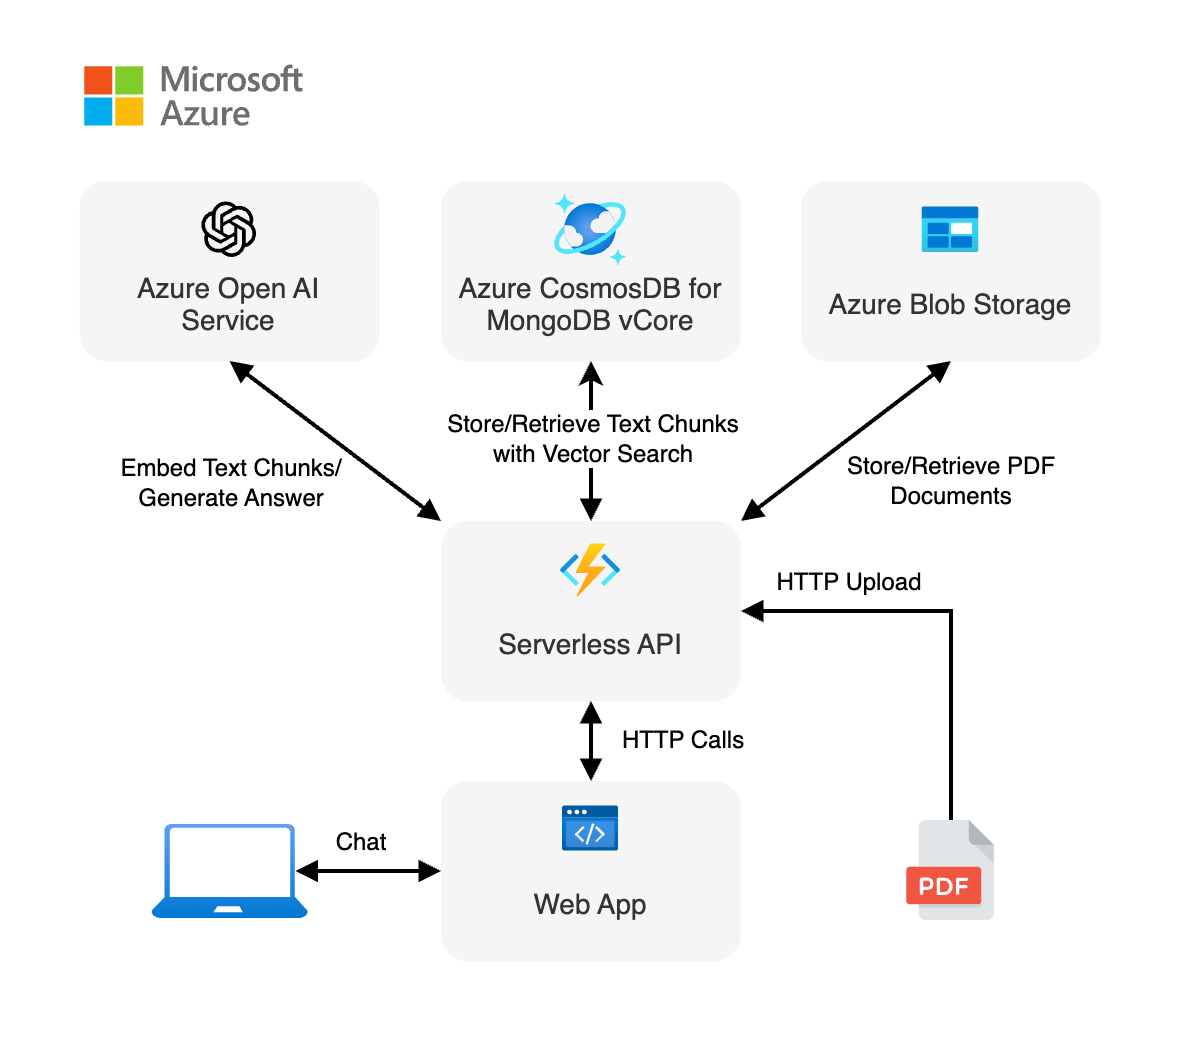 Microsoft
Azure
Azure Open AI
Service
Azure CosmosDB for
MongoDB vCore
Azure Blob Storage
Embed Text Chunks/
Generate Answer
Store/Retrieve Text Chunks
with Vector Search
Store/Retrieve PDF
Documents
HTTP Upload
Serverless API
HTTP Calls
Chat
</>
Web App
PDF